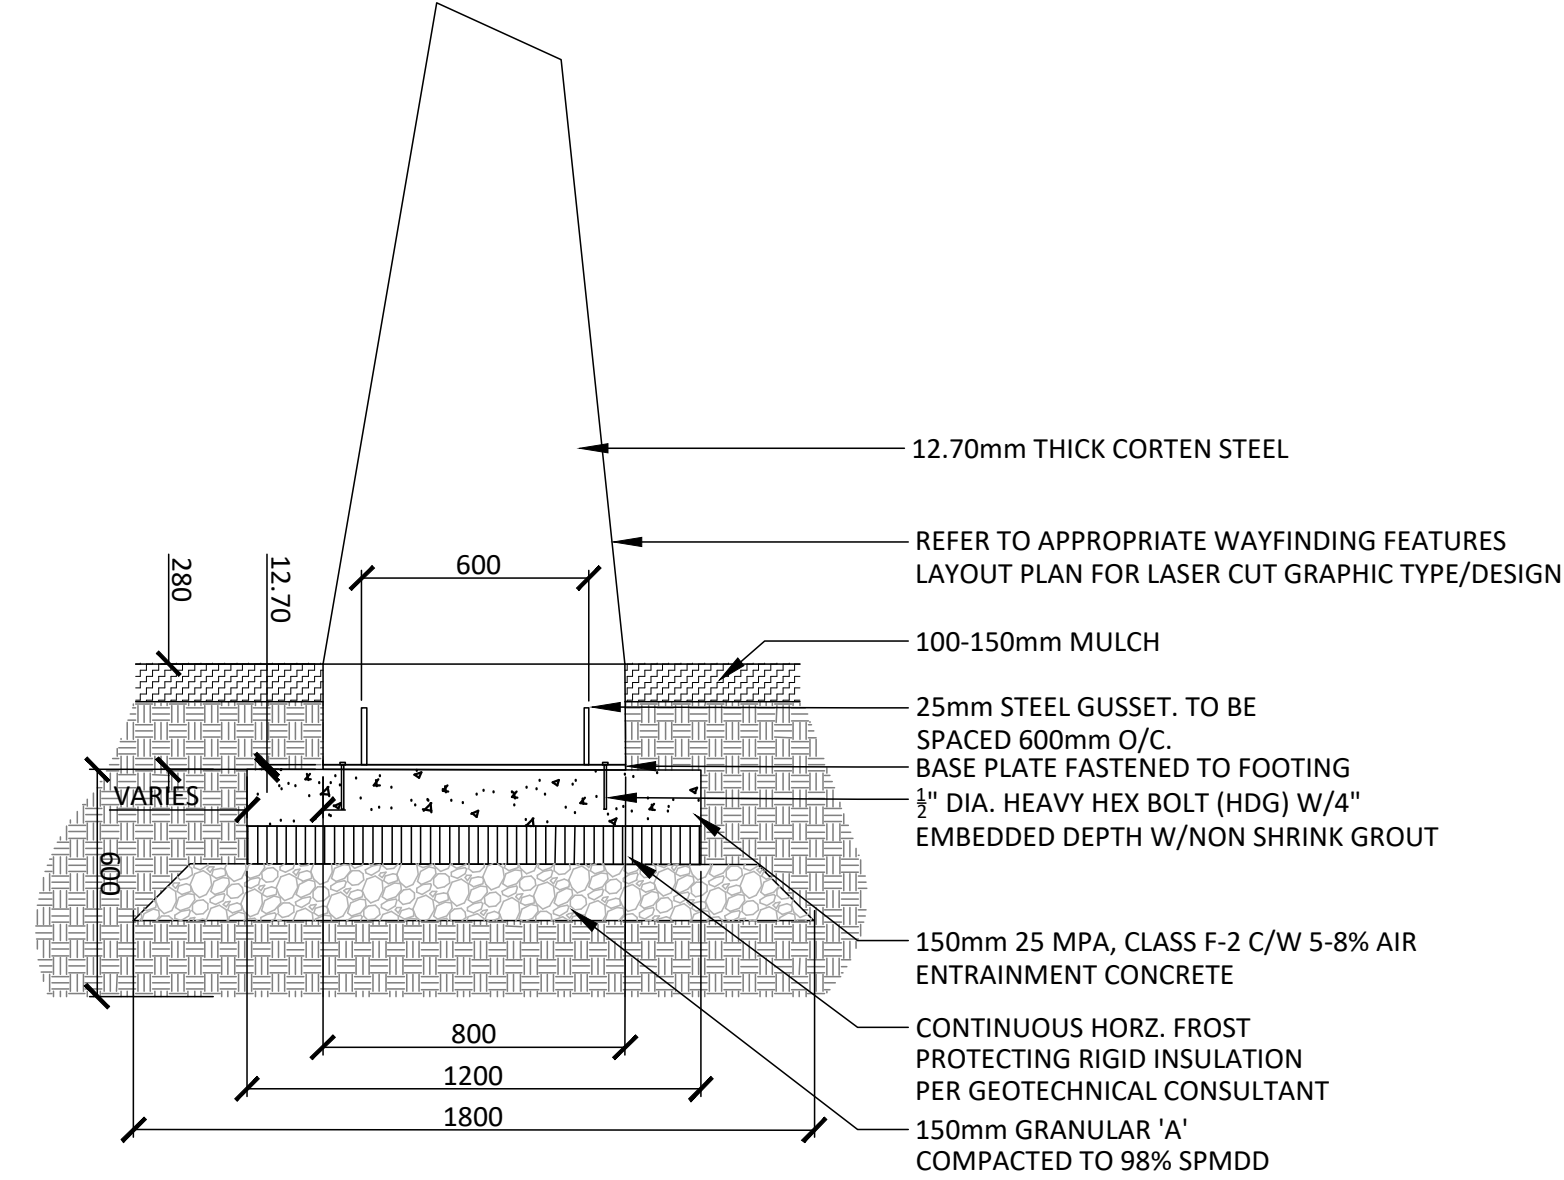 12.70mm THICK CORTEN STEEL
REFER TO APPROPRIATE WAYFINDING FEATURES
LAYOUT PLAN FOR LASER CUT GRAPHIC TYPE/DESIGN
600
280
12.70
100-150mm MULCH
25mm STEEL GUSSET. TO BE
SPACED 600mm O/C.
BASE PLATE FASTENED TO FOOTING
VARIES
½" DIA. HEAVY HEX BOLT (HDG) W/4"
EMBEDDED DEPTH W/NON SHRINK GROUT
600
150mm 25 MPA, CLASS F-2 C/W 5-8% AIR
ENTRAINMENT CONCRETE
800
CONTINUOUS HORZ. FROST
PROTECTING RIGID INSULATION
PER GEOTECHNICAL CONSULTANT
1200
1800
150mm GRANULAR 'A'
COMPACTED TO 98% SPMDD